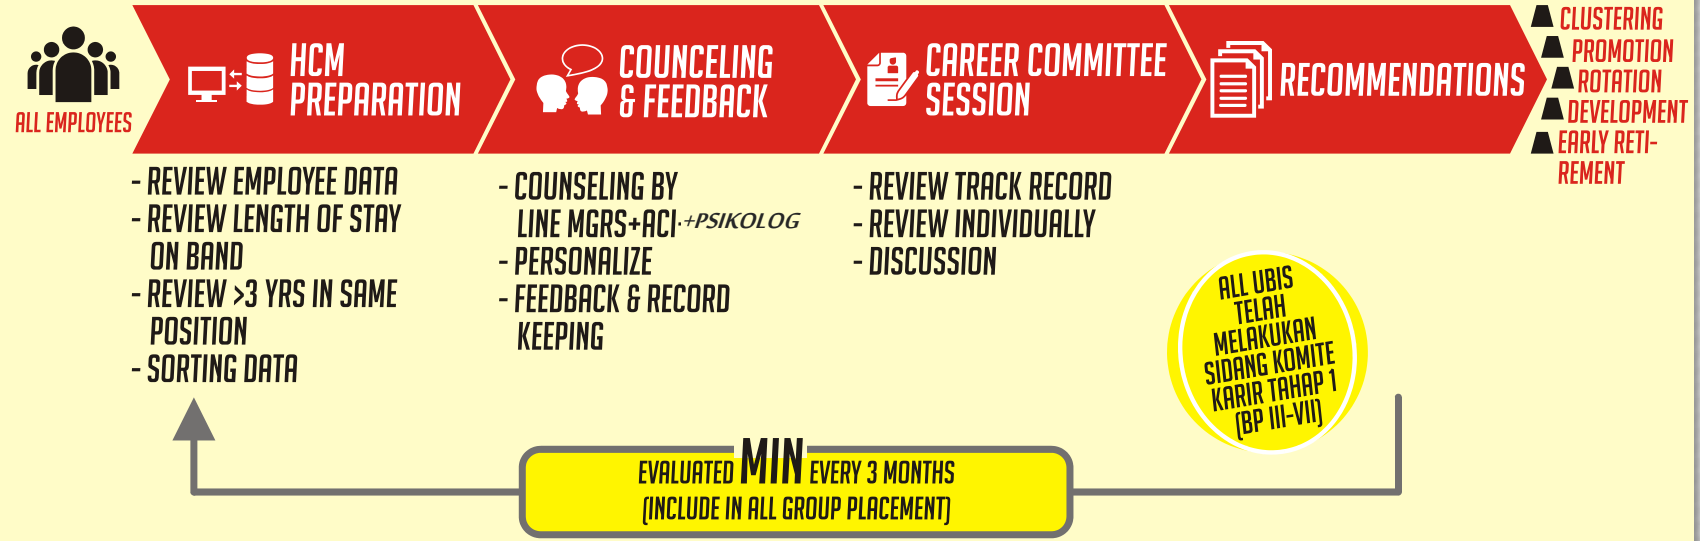 ALL EMPLOYEES
HCM
PREPARATION
- REVIEW EMPLOYEE DATA
- REVIEW LENGTH OF STAY
ON BAND
- REVIEW >3 YRS IN SAME
POSITION
- SORTING DATA
COUNCELING
& FEEDBACK
- COUNSELING BY
LINE MGRS+ACI.+PSIKOLOG
- PERSONALIZE
- FEEDBACK & RECORD
KEEPING
CAREER COMMITTEE
SESSION
- REVIEW TRACK RECORD
- REVIEW INDIVIDUALLY
- DISCUSSION
RECOMMENDATIONS
CLUSTERING
PROMOTION
ROTATION
DEVELOPMENT
EARLY RETI-
REMENT
ALL UBIS
TELAH
MELAKUKAN
SIDANG KOMITE
KARIR TAHAP 1
(BP III-VII)
EVALUATED MIN EVERY 3 MONTHS
(INCLUDE IN ALL GROUP PLACEMENT)